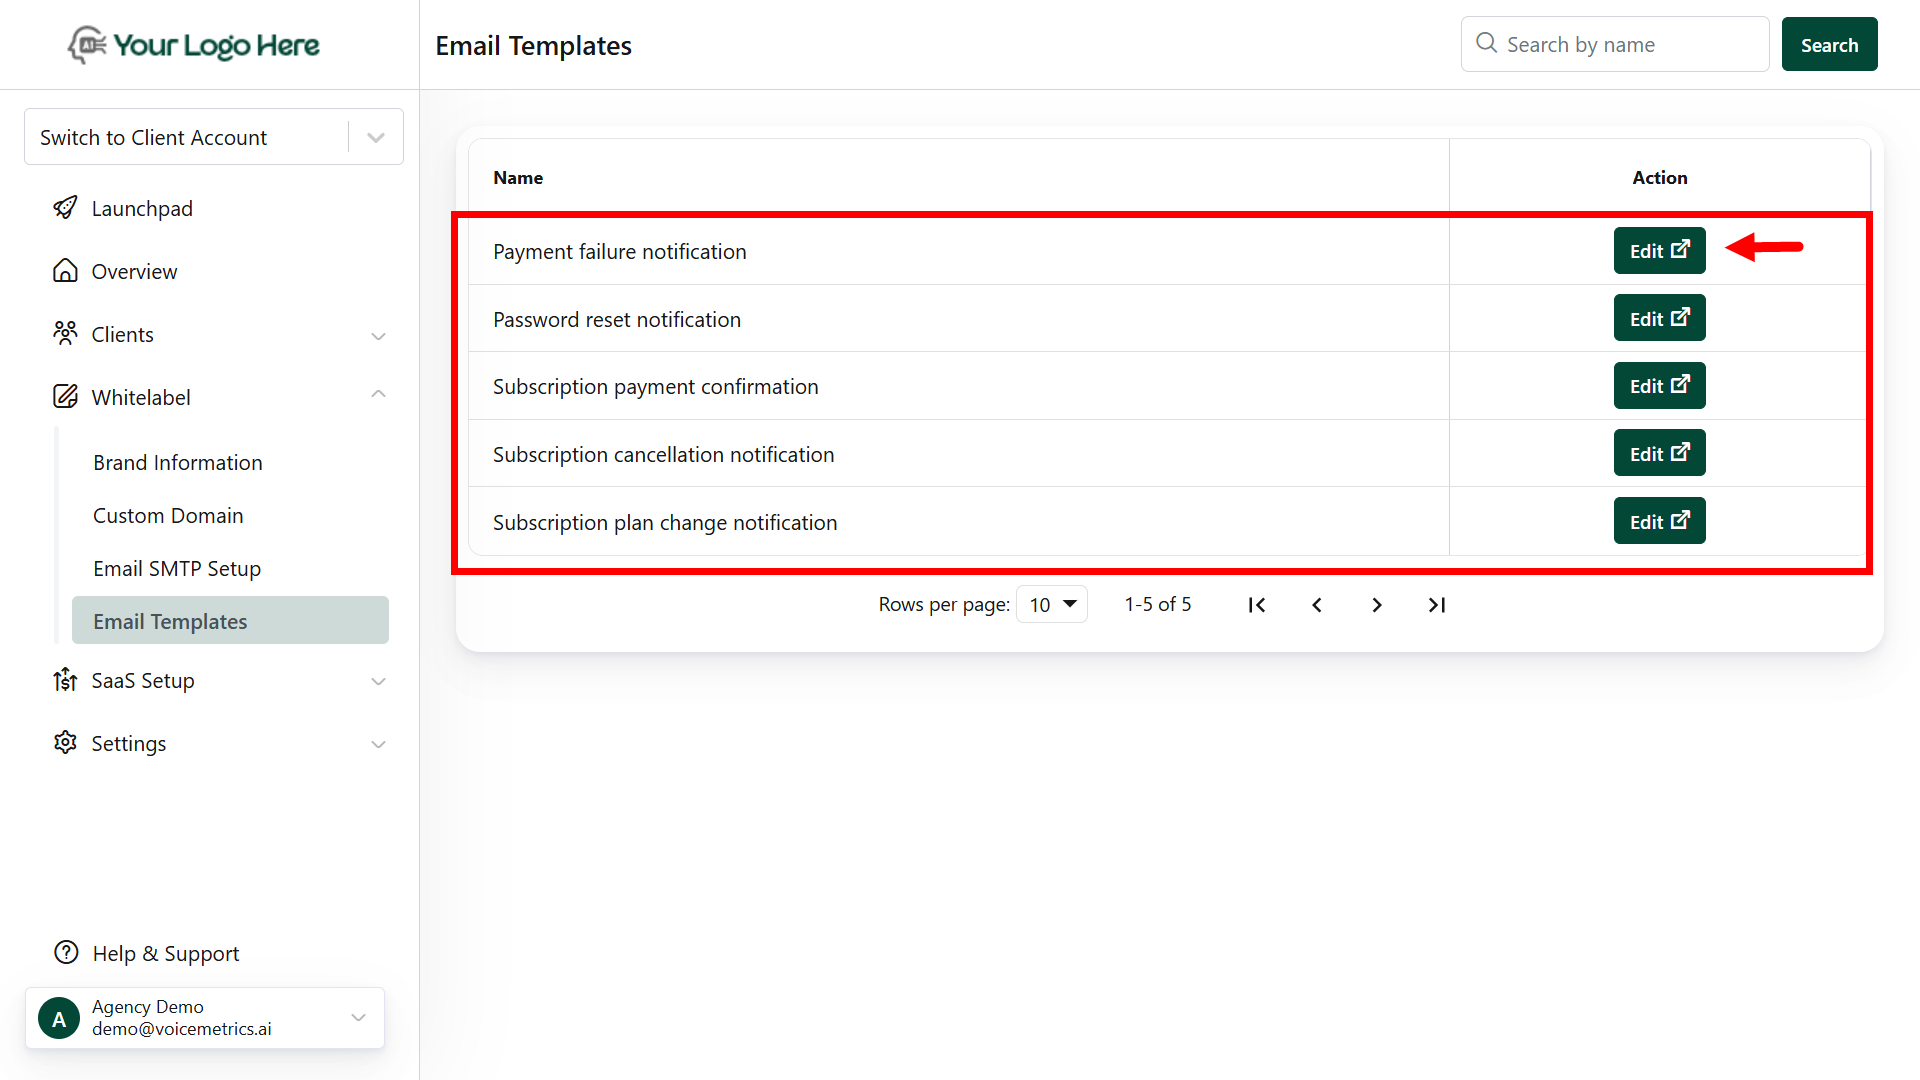 AI Your Logo Here
Email Templates
Search by name
Search
Switch to Client Account
Launchpad
Overview
Clients
Whitelabel
Brand Information
Custom Domain
Email SMTP Setup
Email Templates
SaaS Setup
Settings
Help & Support
A
Agency Demo
demo@voicemetrics.ai
Name Action
Payment failure notification Edit
Password reset notification Edit
Subscription payment confirmation Edit
Subscription cancellation notification Edit
Subscription plan change notification Edit
Rows per page: 10 1-5 of 5